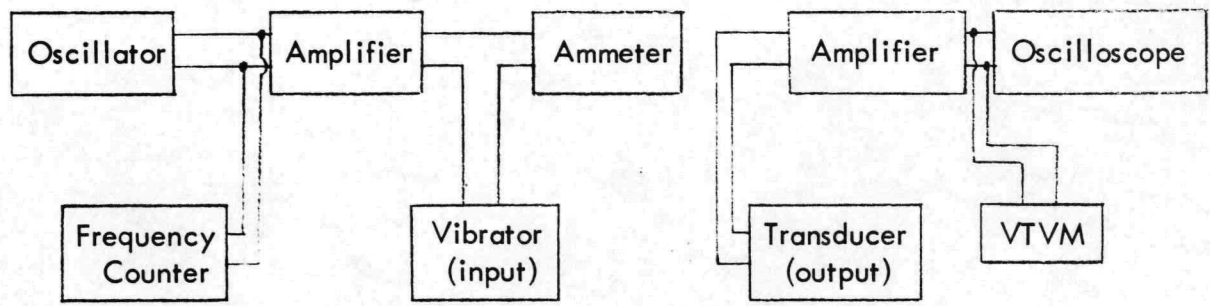 Oscillator
Amplifier
Ammeter
Amplifier
Oscilloscope
Frequency
Counter
Vibrator
(input)
Transducer
(output)
VTVM